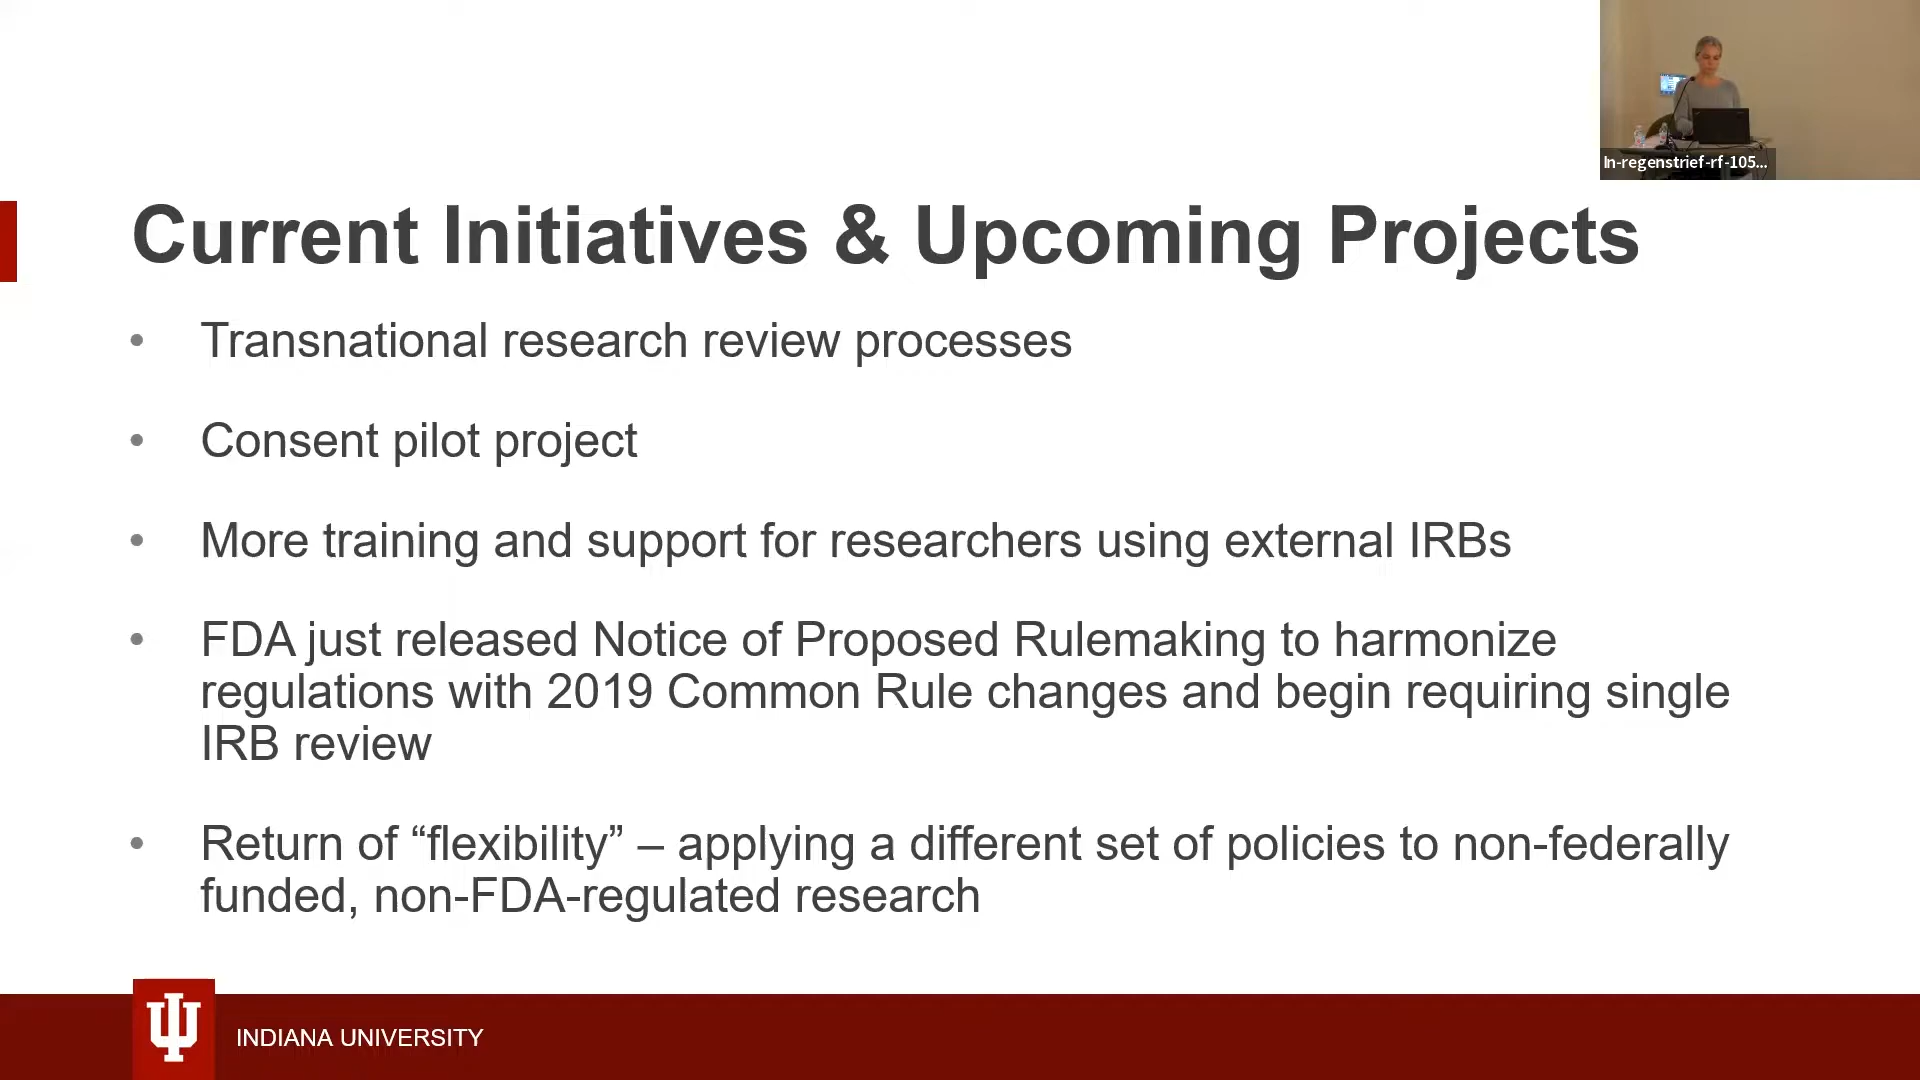 In-regenstrief-rf-105...
Current Initiatives & Upcoming Projects
• Transnational research review processes
• Consent pilot project
• More training and support for researchers using external IRBs
• FDA just released Notice of Proposed Rulemaking to harmonize
regulations with 2019 Common Rule changes and begin requiring single
IRB review
• Return of “flexibility” – applying a different set of policies to non-federally
funded, non-FDA-regulated research
INDIANA UNIVERSITY